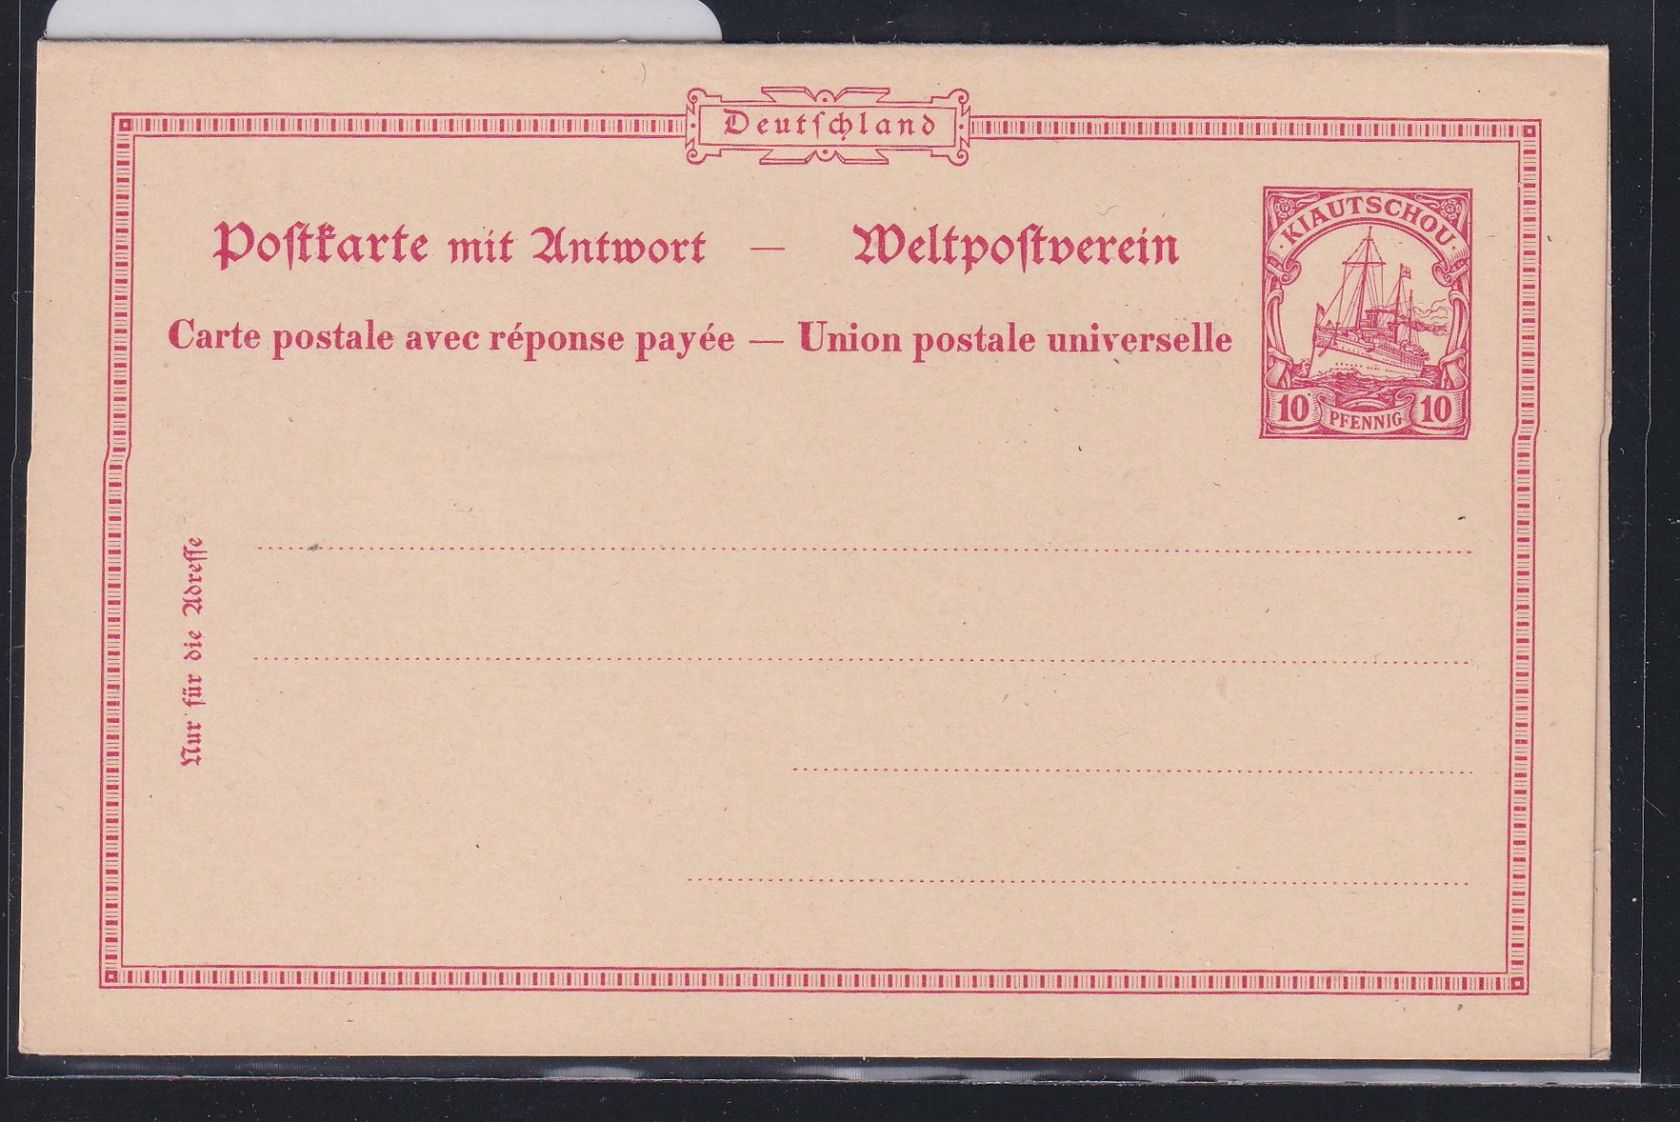 Deutschland
Postkarte mit Antwort — Weltpostverein
Carte postale avec réponse payée — Union postale universelle
KIAUTSCHOU
10 PFENNIG 10
Nur für die Adresse